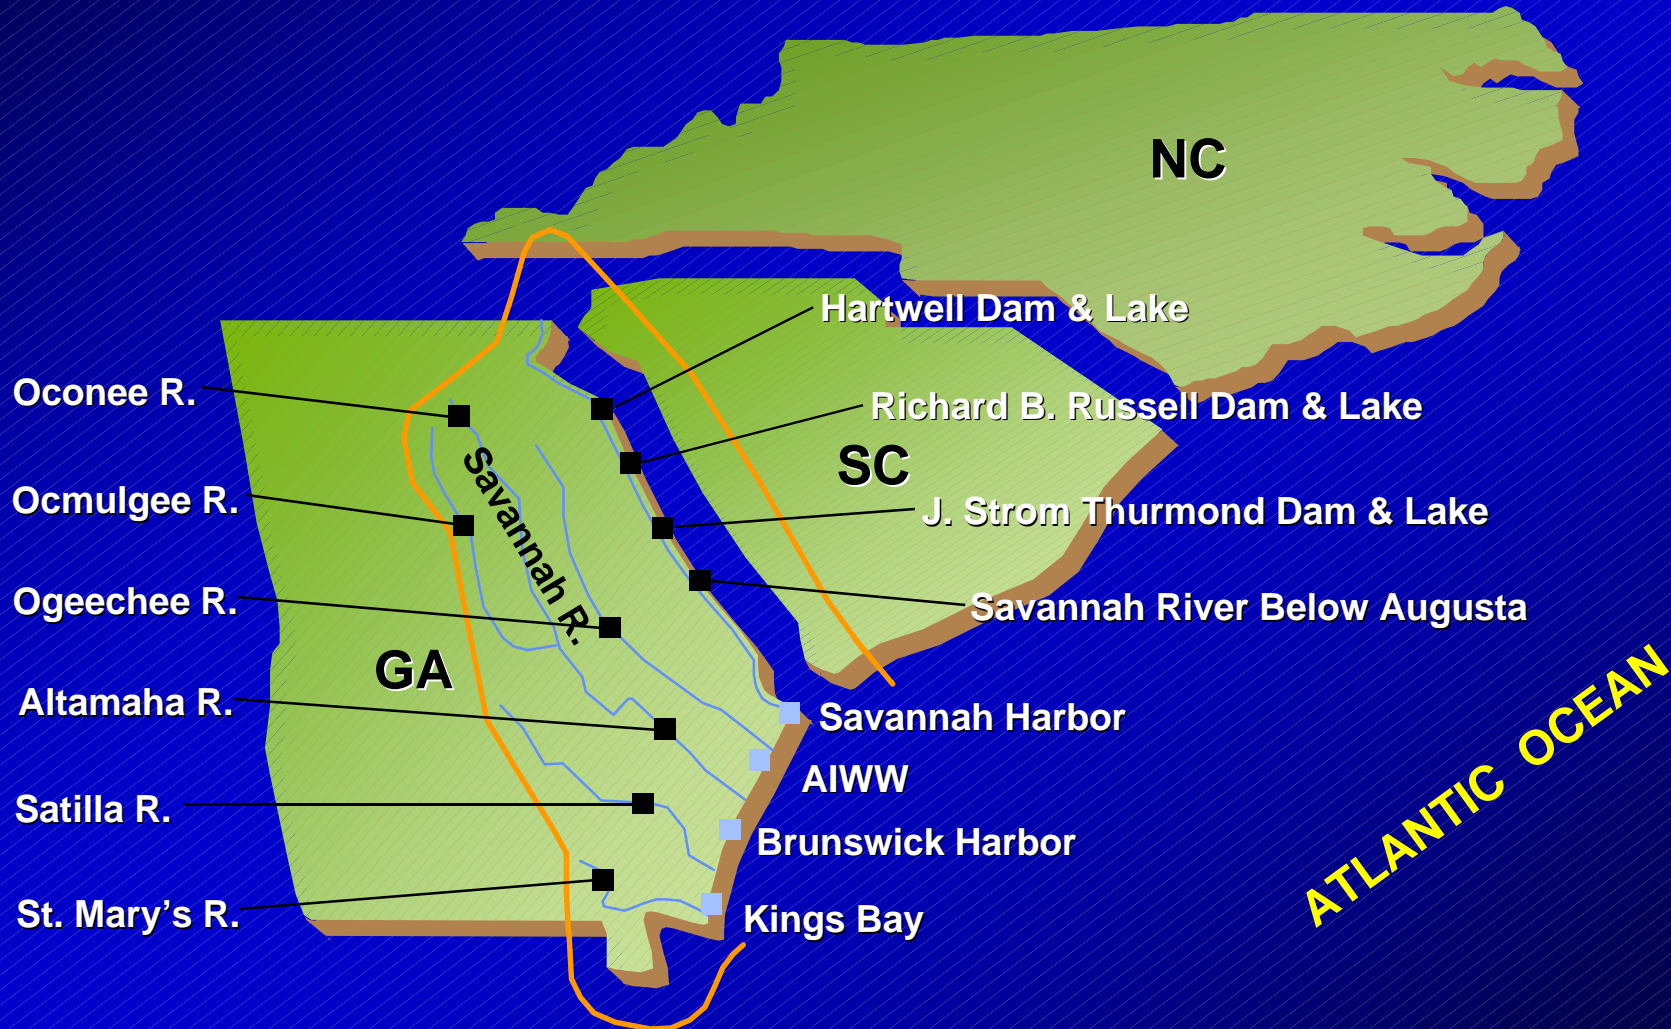 NC
Hartwell Dam & Lake
Oconee R.
Richard B. Russell Dam & Lake
SC
Ocmulgee R.
Savannah R.
J. Strom Thurmond Dam & Lake
Ogeechee R.
Savannah River Below Augusta
GA
Altamaha R.
Savannah Harbor
ATLANTIC OCEAN
AIWW
Satilla R.
Brunswick Harbor
St. Mary’s R.
Kings Bay